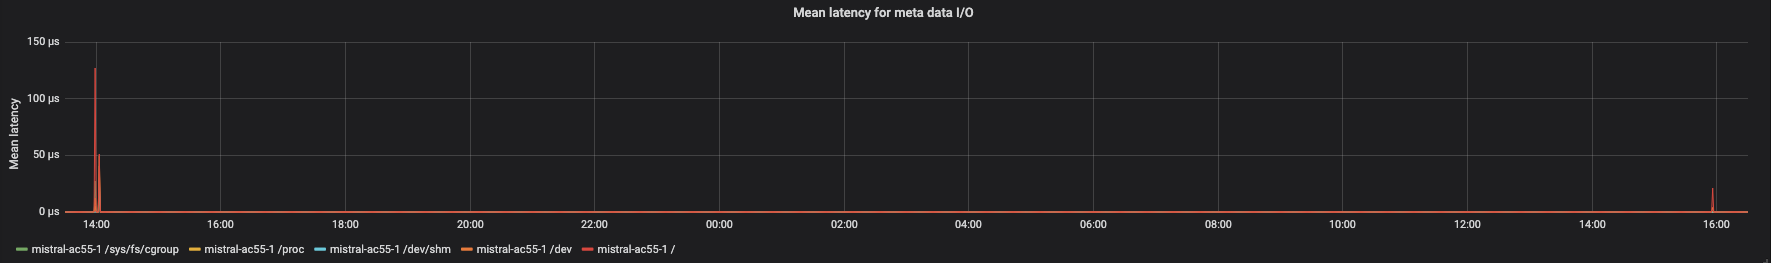 Mean latency for meta data I/O
Mean latency
150 µs
100 µs
50 µs
0 µs
14:00 16:00 18:00 20:00 22:00 00:00 02:00 04:00 06:00 08:00 10:00 12:00 14:00 16:00
mistral-ac55-1 /sys/fs/cgroup mistral-ac55-1 /proc mistral-ac55-1 /dev/shm mistral-ac55-1 /dev mistral-ac55-1 /